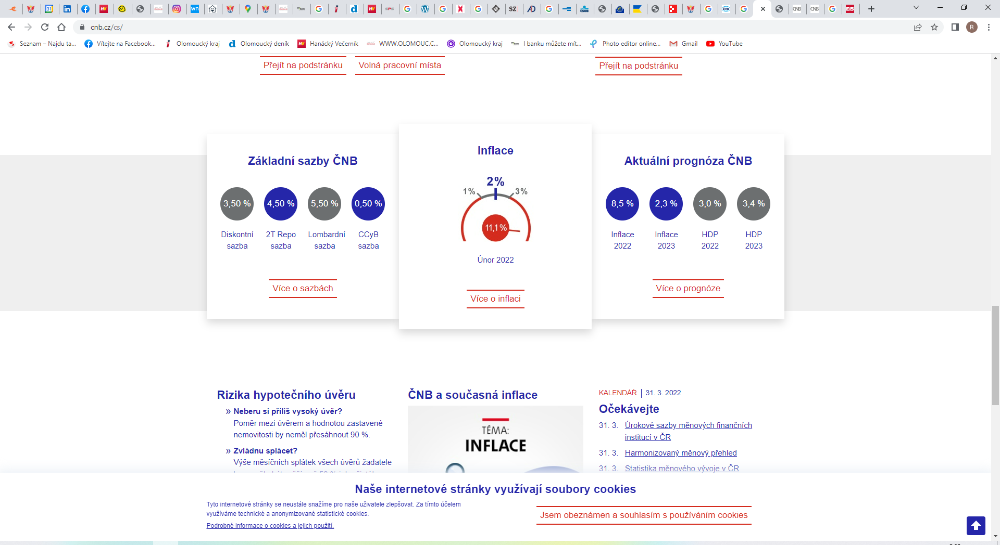 cnb.cz/cs/
Seznam – Najdu ta...
Vítejte na Facebook...
Olomoucký kraj
Olomoucký deník
Hanácký Večerník
WWW.OLOMOUC.C...
Olomoucký kraj
I banku můžete mít...
Photo editor online...
Gmail
YouTube
Přejít na podstránku
Volná pracovní místa
Přejít na podstránku
Základní sazby ČNB
3,50 %
4,50 %
5,50 %
0,50 %
Diskontní
sazba
2T Repo
sazba
Lombardní
sazba
CCyB
sazba
Více o sazbách
Inflace
2%
1%
3%
11,1%
Únor 2022
Více o inflaci
Aktuální prognóza ČNB
8,5 %
2,3 %
3,0 %
3,4 %
Inflace
2022
Inflace
2023
HDP
2022
HDP
2023
Více o prognóze
Rizika hypotečního úvěru
» Neberu si příliš vysoký úvěr?
Poměr mezi úvěrem a hodnotou zastavené
nemovitosti by neměl přesáhnout 90 %.
» Zvládnu splácet?
Výše měsíčních splátek všech úvěrů žadatele
ČNB a současná inflace
TÉMA:
INFLACE
KALENDÁŘ | 31. 3. 2022
Očekávejte
31. 3. Úrokové sazby měnových finančních
institucí v ČR
31. 3. Harmonizovaný měnový přehled
31. 3. Statistika měnového vývoje v ČR
Naše internetové stránky využívají soubory cookies
Tyto internetové stránky se neustále snažíme pro naše uživatele zlepšovat. Za tímto účelem
využíváme technické a anonymizované statistické cookies.
Podrobné informace o cookies a jejich použití.
Jsem obeznámen a souhlasím s používáním cookies